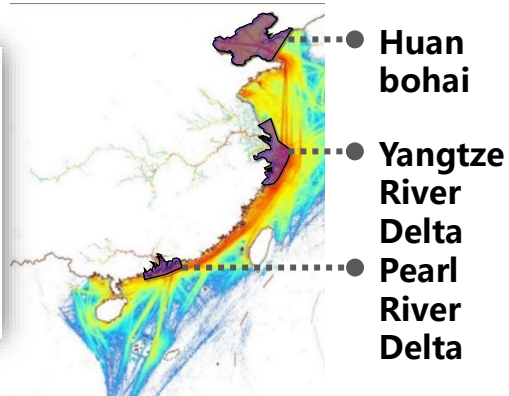 Huan
bohai
Yangtze
River
Delta
Pearl
River
Delta